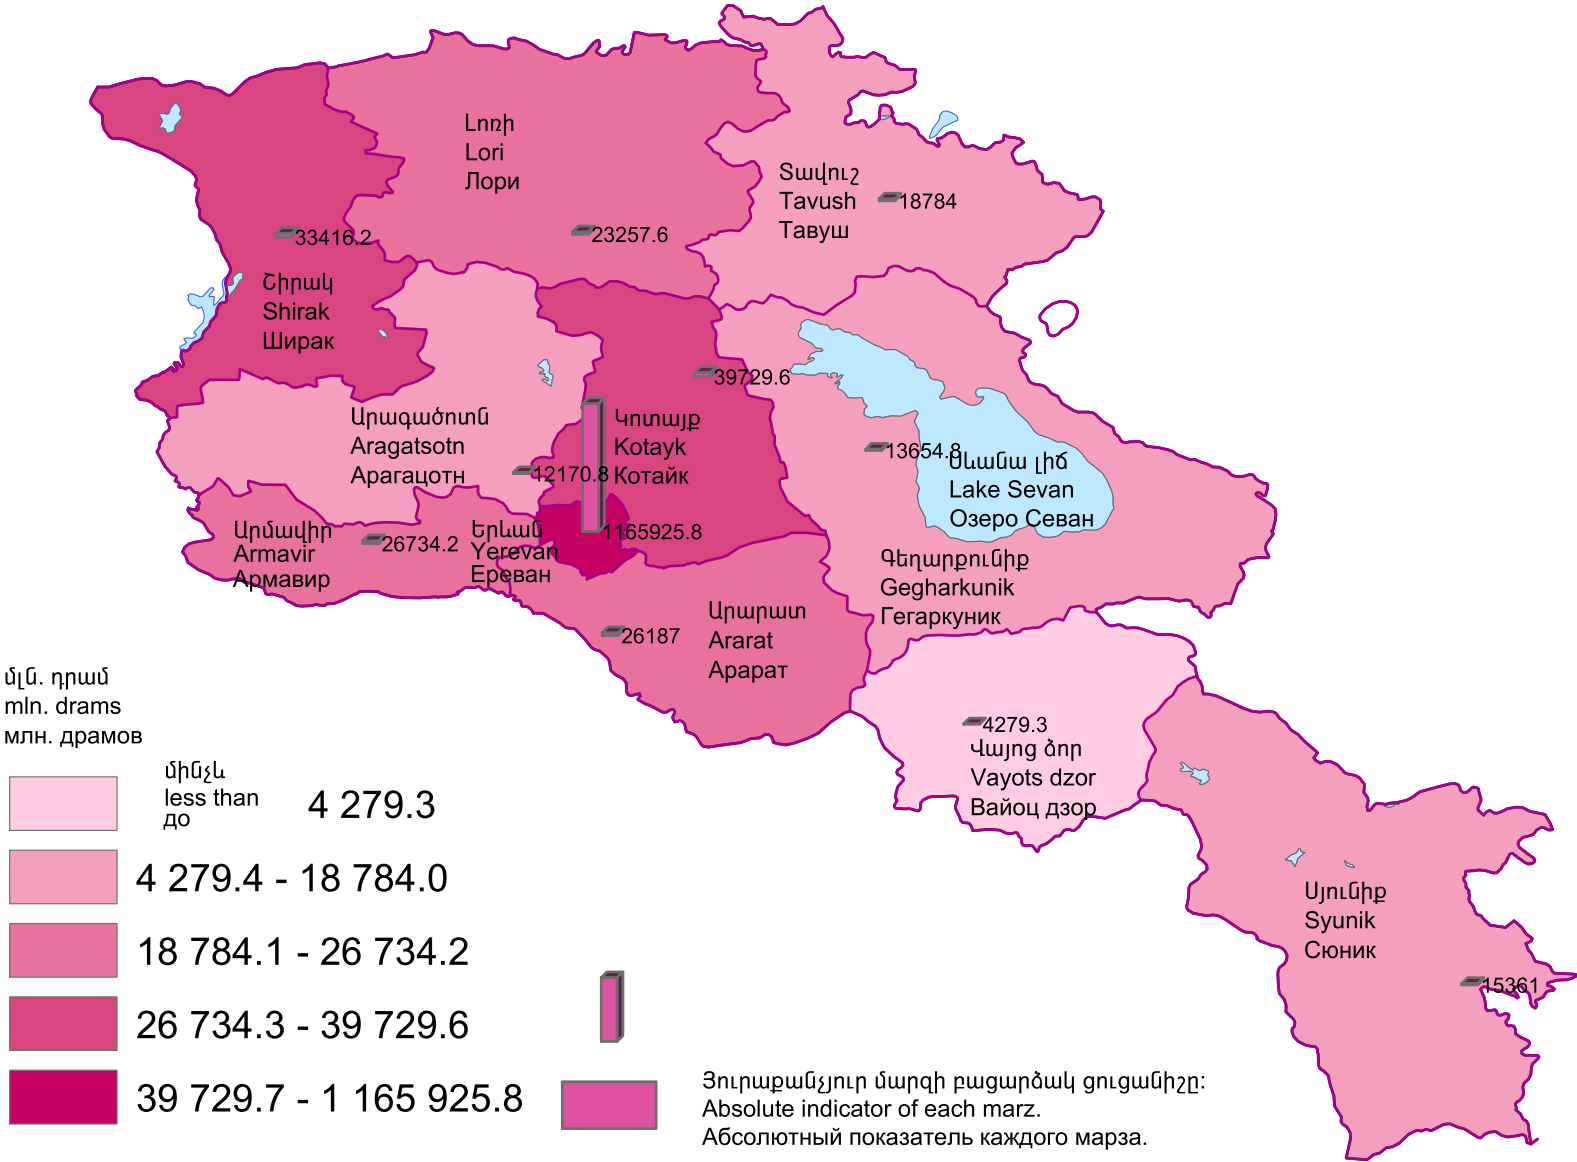 Լոռի
Lori
Лори
23257.6
Տավուշ
Tavush
Тавуш
18784
33416.2
Շիրակ
Shirak
Ширак
39729.6
Արագածոտն
Aragatsotn
Арагацотн
12170.8
Կոտայք
Kotayk
Котайк
13654.8
Սևանա լիճ
Lake Sevan
Озеро Севан
Արմավիր
Armavir
Армавир
26734.2
Երևան
Yerevan
Ереван
1165925.8
Գեղարքունիք
Gegharkunik
Гегаркуник
Արարատ
Ararat
Арарат
26187
4279.3
Վայոց ձոր
Vayots dzor
Вайоц дзор
Սյունիք
Syunik
Сюник
15361
մլն. դրամ
mln. drams
млн. драмов
մինչև
less than
до
4 279.3
4 279.4 - 18 784.0
18 784.1 - 26 734.2
26 734.3 - 39 729.6
39 729.7 - 1 165 925.8
Յուրաքանչյուր մարզի բացարձակ ցուցանիշը:
Absolute indicator of each marz.
Абсолютный показатель каждого марза.